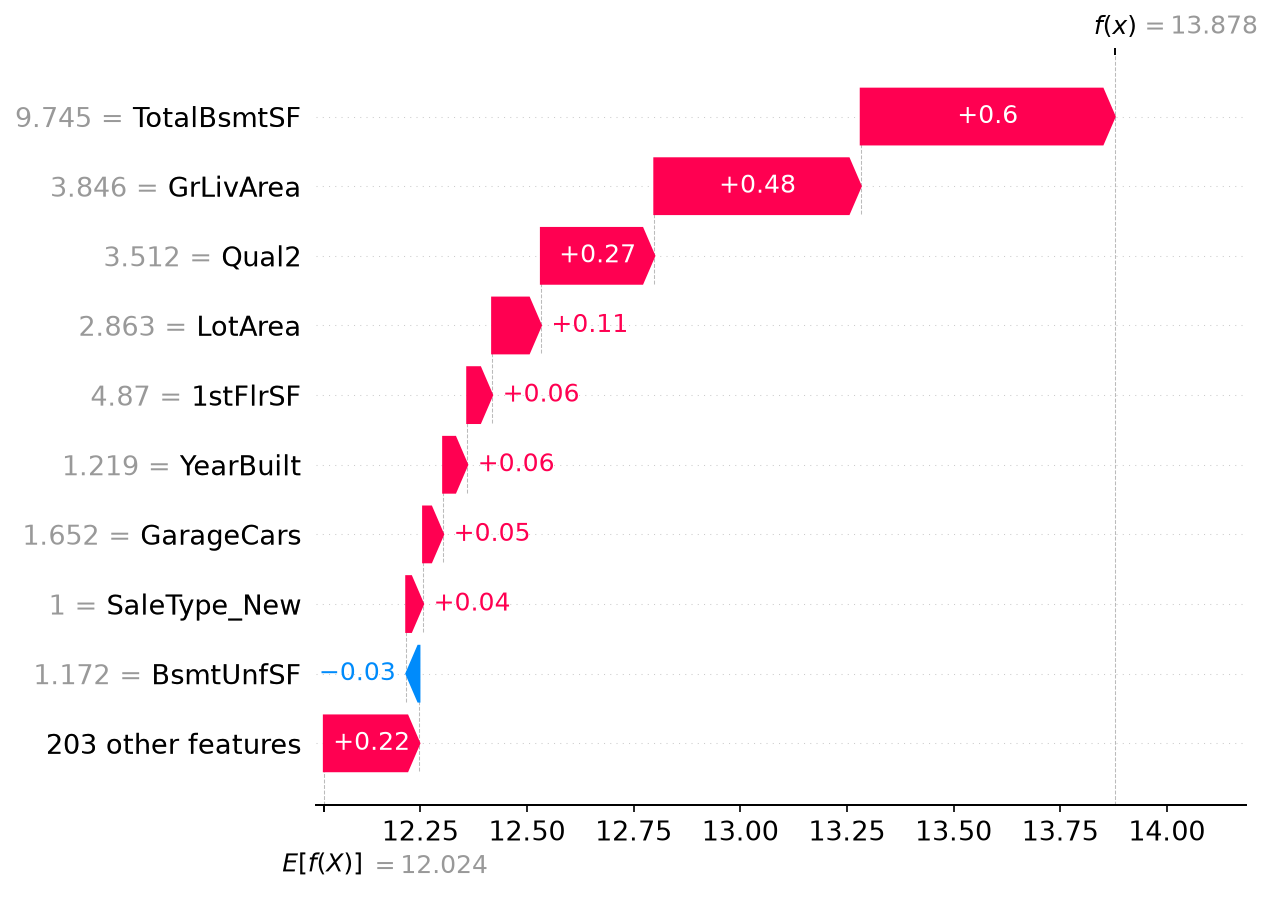 f(x) = 13.878
9.745 = TotalBsmtSF +0.6
3.846 = GrLivArea +0.48
3.512 = Qual2 +0.27
2.863 = LotArea +0.11
4.87 = 1stFlrSF +0.06
1.219 = YearBuilt +0.06
1.652 = GarageCars +0.05
1 = SaleType_New +0.04
1.172 = BsmtUnfSF −0.03
203 other features +0.22
12.25 12.50 12.75 13.00 13.25 13.50 13.75 14.00
E[f(X)] = 12.024